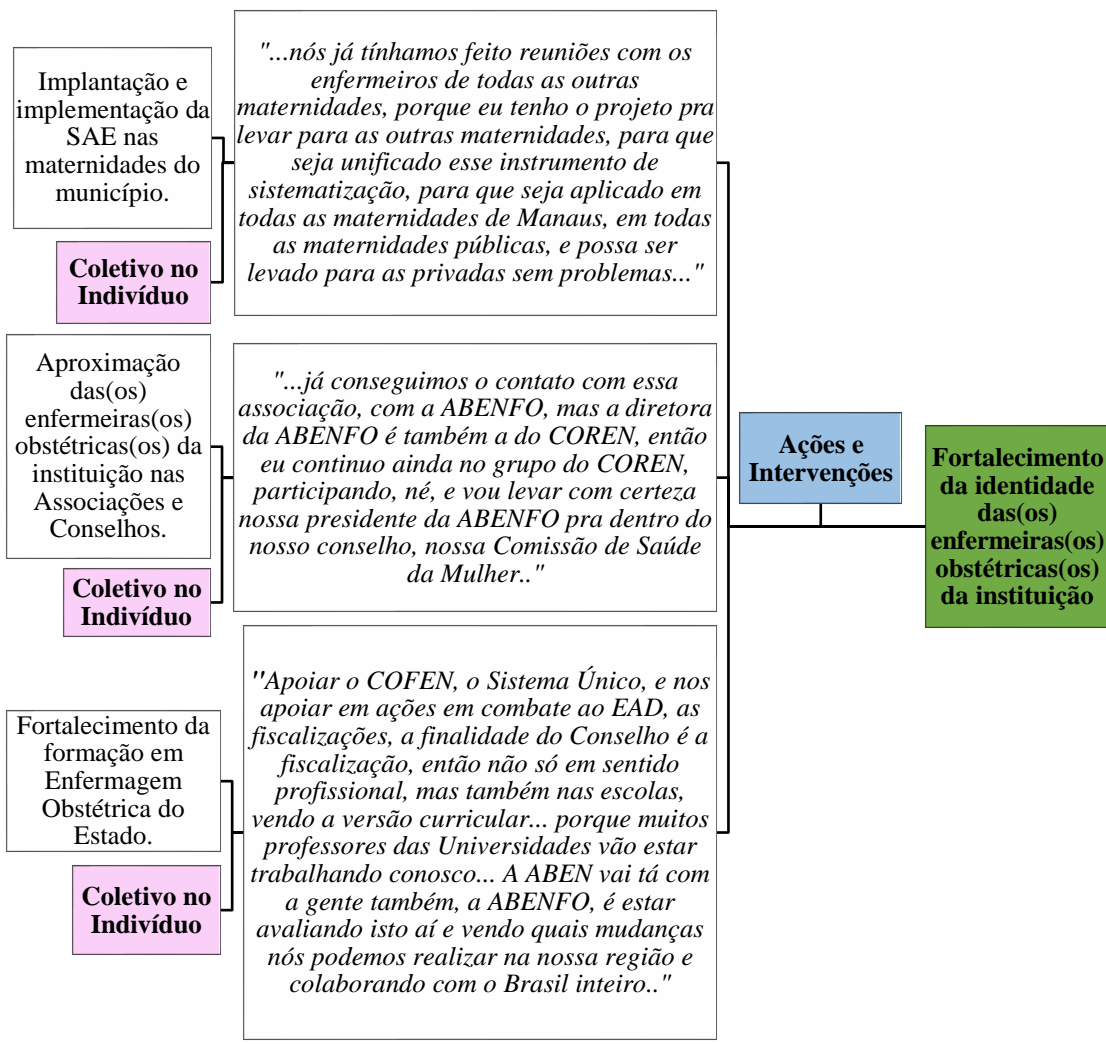 Implantação e
implementação da
SAE nas
maternidades do
município.
Coletivo no
Indivíduo
"...nós já tínhamos feito reuniões com os
enfermeiros de todas as outras
maternidades, porque eu tenho o projeto pra
levar para as outras maternidades, para que
seja unificado esse instrumento de
sistematização, para que seja aplicado em
todas as maternidades de Manaus, em todas
as maternidades públicas, e possa ser
levado para as privadas sem problemas..."
Aproximação
das(os)
enfermeiras(os)
obstétricas(os) da
instituição nas
Associações e
Conselhos.
Coletivo no
Indivíduo
"...já conseguimos o contato com essa
associação, com a ABENFO, mas a diretora
da ABENFO é também a do COREN, então
eu continuo ainda no grupo do COREN,
participando, né, e vou levar com certeza
nossa presidente da ABENFO pra dentro do
nosso conselho, nossa Comissão de Saúde
da Mulher.."
Fortalecimento da
formação em
Enfermagem
Obstétrica do
Estado.
Coletivo no
Indivíduo
"Apoiar o COFEN, o Sistema Único, e nos
apoiar em ações em combate ao EAD, as
fiscalizações, a finalidade do Conselho é a
fiscalização, então não só em sentido
profissional, mas também nas escolas,
vendo a versão curricular... porque muitos
professores das Universidades vão estar
trabalhando conosco... A ABEN vai tá com
a gente também, a ABENFO, é estar
avaliando isto aí e vendo quais mudanças
nós podemos realizar na nossa região e
colaborando com o Brasil inteiro.."
Ações e
Intervenções
Fortalecimento
da identidade
das(os)
enfermeiras(os)
obstétricas(os)
da instituição